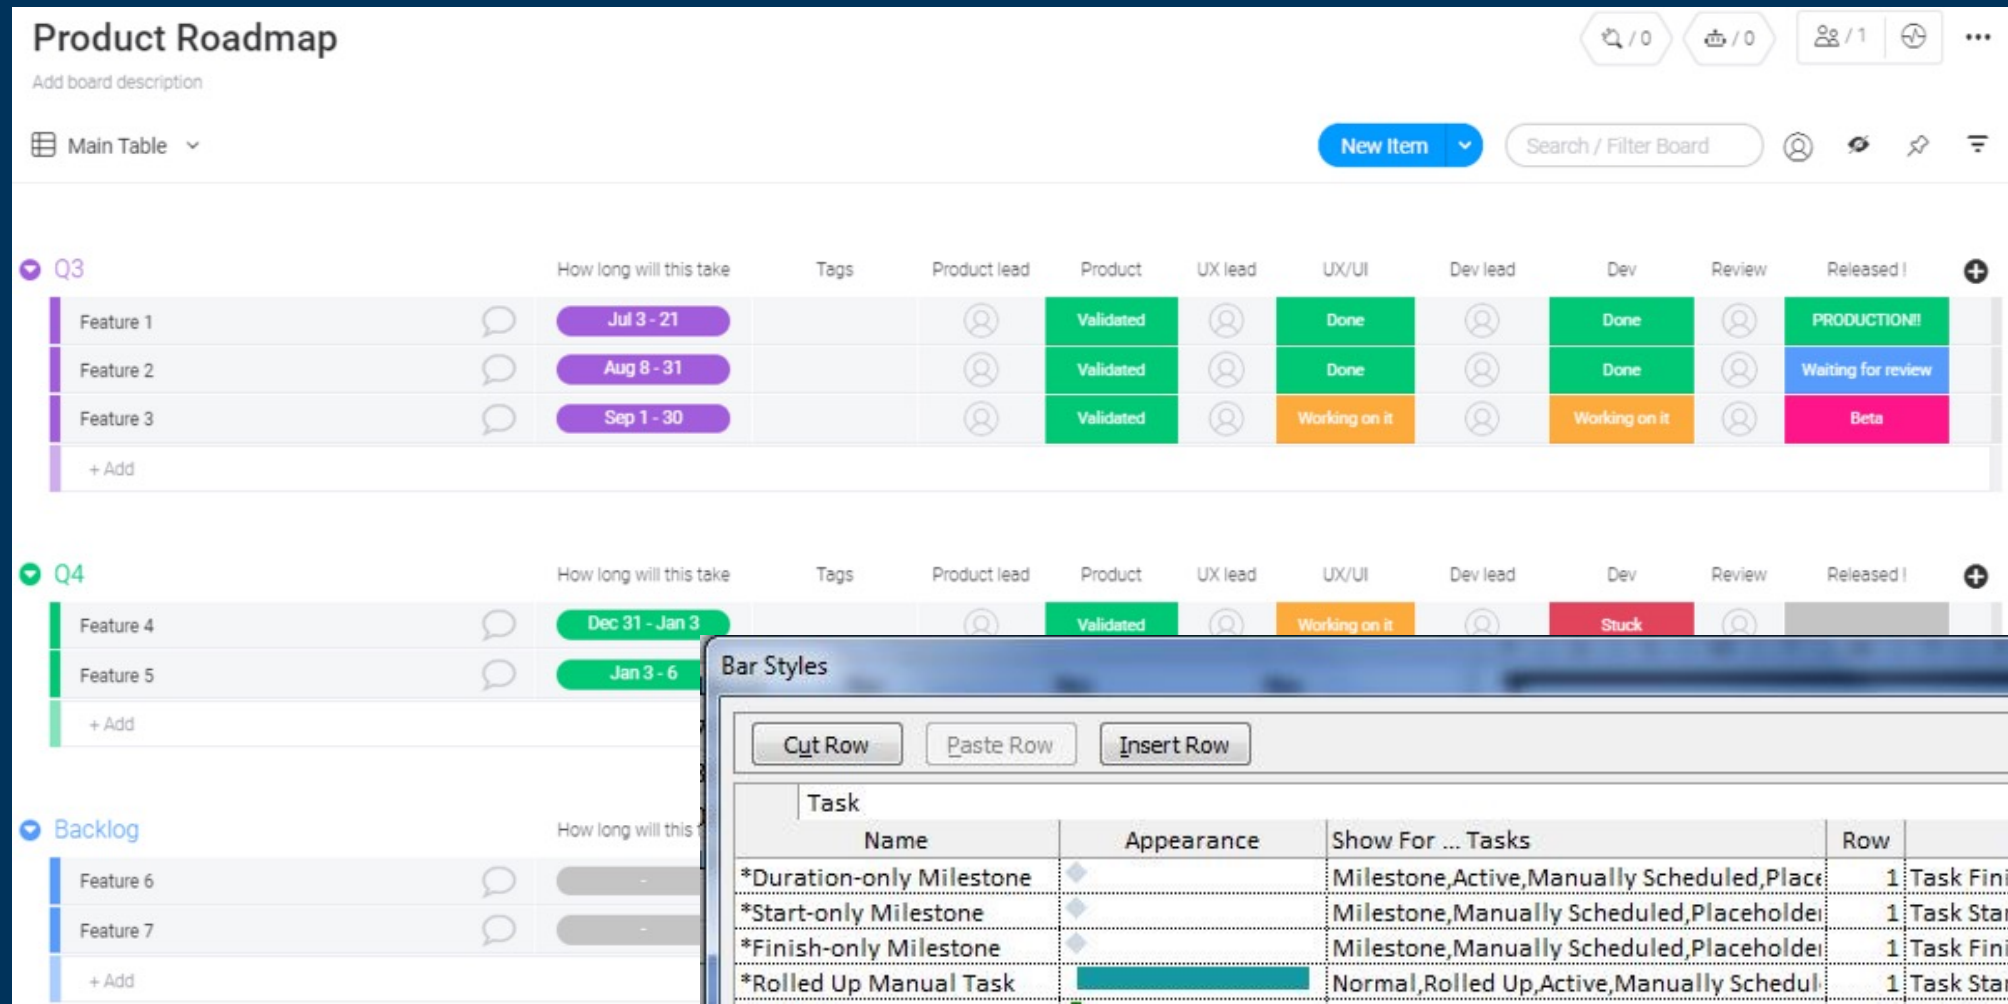 Product Roadmap
/ 0 / 0 / 1
Add board description
Main Table New Item Search / Filter Board
Q3 How long will this take Tags Product lead Product UX lead UX/UI Dev lead Dev Review Released !
Feature 1 Jul 3 - 21 Validated Done Done PRODUCTION!!
Feature 2 Aug 8 - 31 Validated Done Done Waiting for review
Feature 3 Sep 1 - 30 Validated Working on it Working on it Beta
+ Add
Q4 How long will this take Tags Product lead Product UX lead UX/UI Dev lead Dev Review Released !
Feature 4 Dec 31 - Jan 3 Validated Working on it Stuck
Feature 5 Jan 3 - 6
+ Add
Backlog How long will this
Feature 6 -
Feature 7 -
+ Add
Bar Styles
Cut Row Paste Row Insert Row
Task
Name Appearance Show For ... Tasks Row
*Duration-only Milestone Milestone,Active,Manually Scheduled,Place 1 Task Fini
*Start-only Milestone Milestone,Manually Scheduled,Placeholder 1 Task Star
*Finish-only Milestone Milestone,Manually Scheduled,Placeholder 1 Task Fini
*Rolled Up Manual Task Normal,Rolled Up,Active,Manually Schedul 1 Task Star